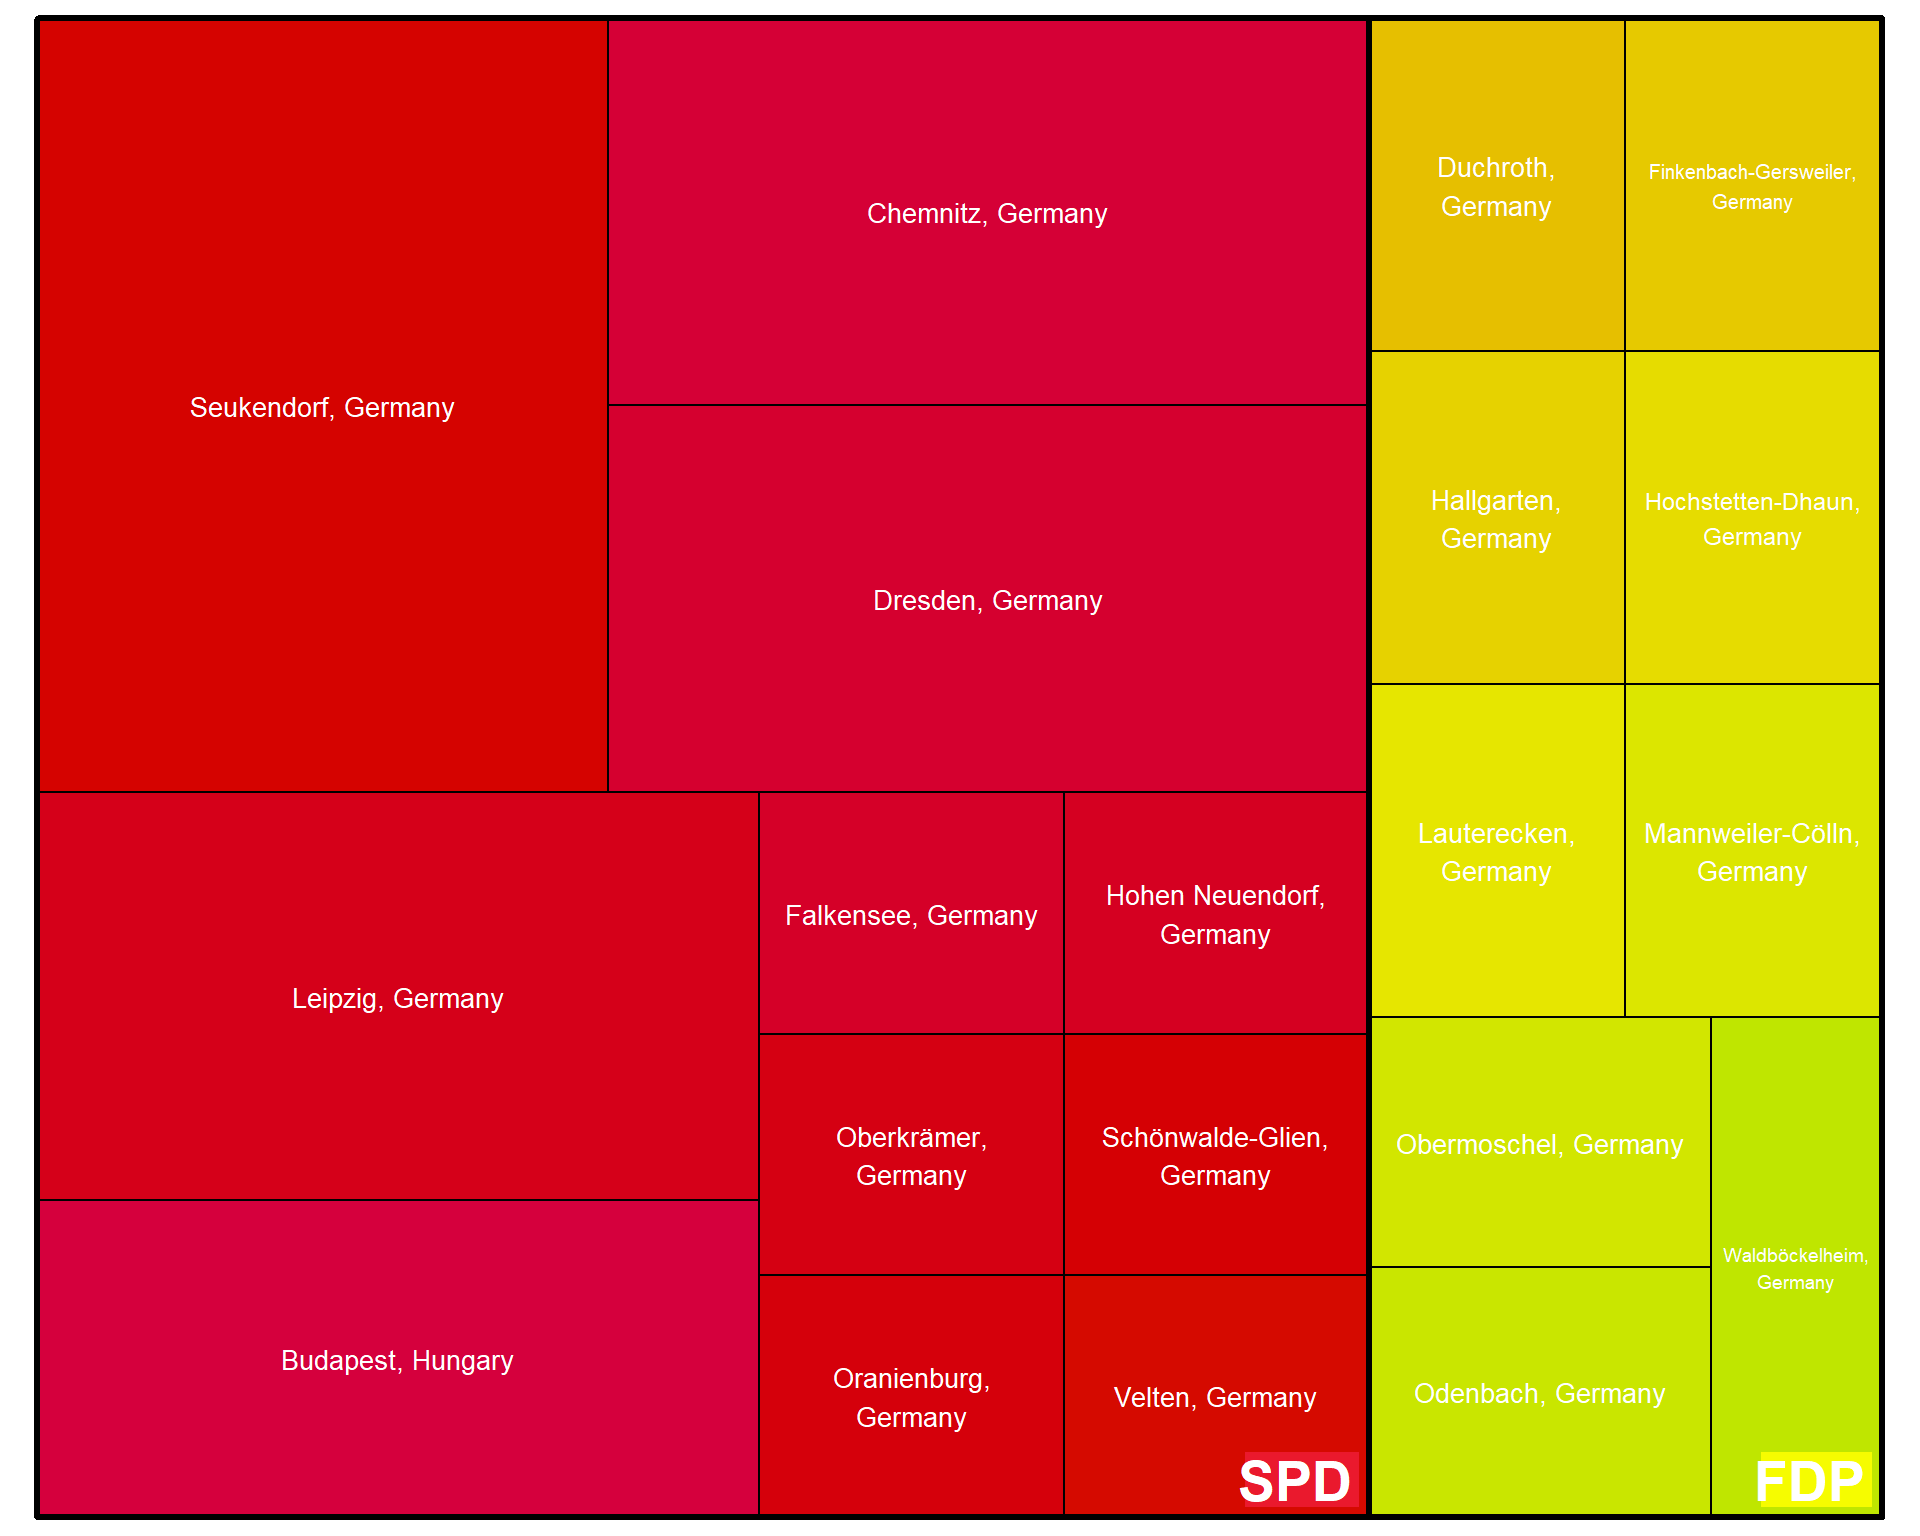 Seukendorf, Germany
Chemnitz, Germany
Dresden, Germany
Leipzig, Germany
Budapest, Hungary
Falkensee, Germany
Hohen Neuendorf,
Germany
Oberkrämer,
Germany
Schönwalde-Glien,
Germany
Oranienburg,
Germany
Velten, Germany
SPD
Duchroth,
Germany
Finkenbach-Gersweiler,
Germany
Hallgarten,
Germany
Hochstetten-Dhaun,
Germany
Lauterecken,
Germany
Mannweiler-Cölln,
Germany
Obermoschel, Germany
Odenbach, Germany
Waldböckelheim,
Germany
FDP